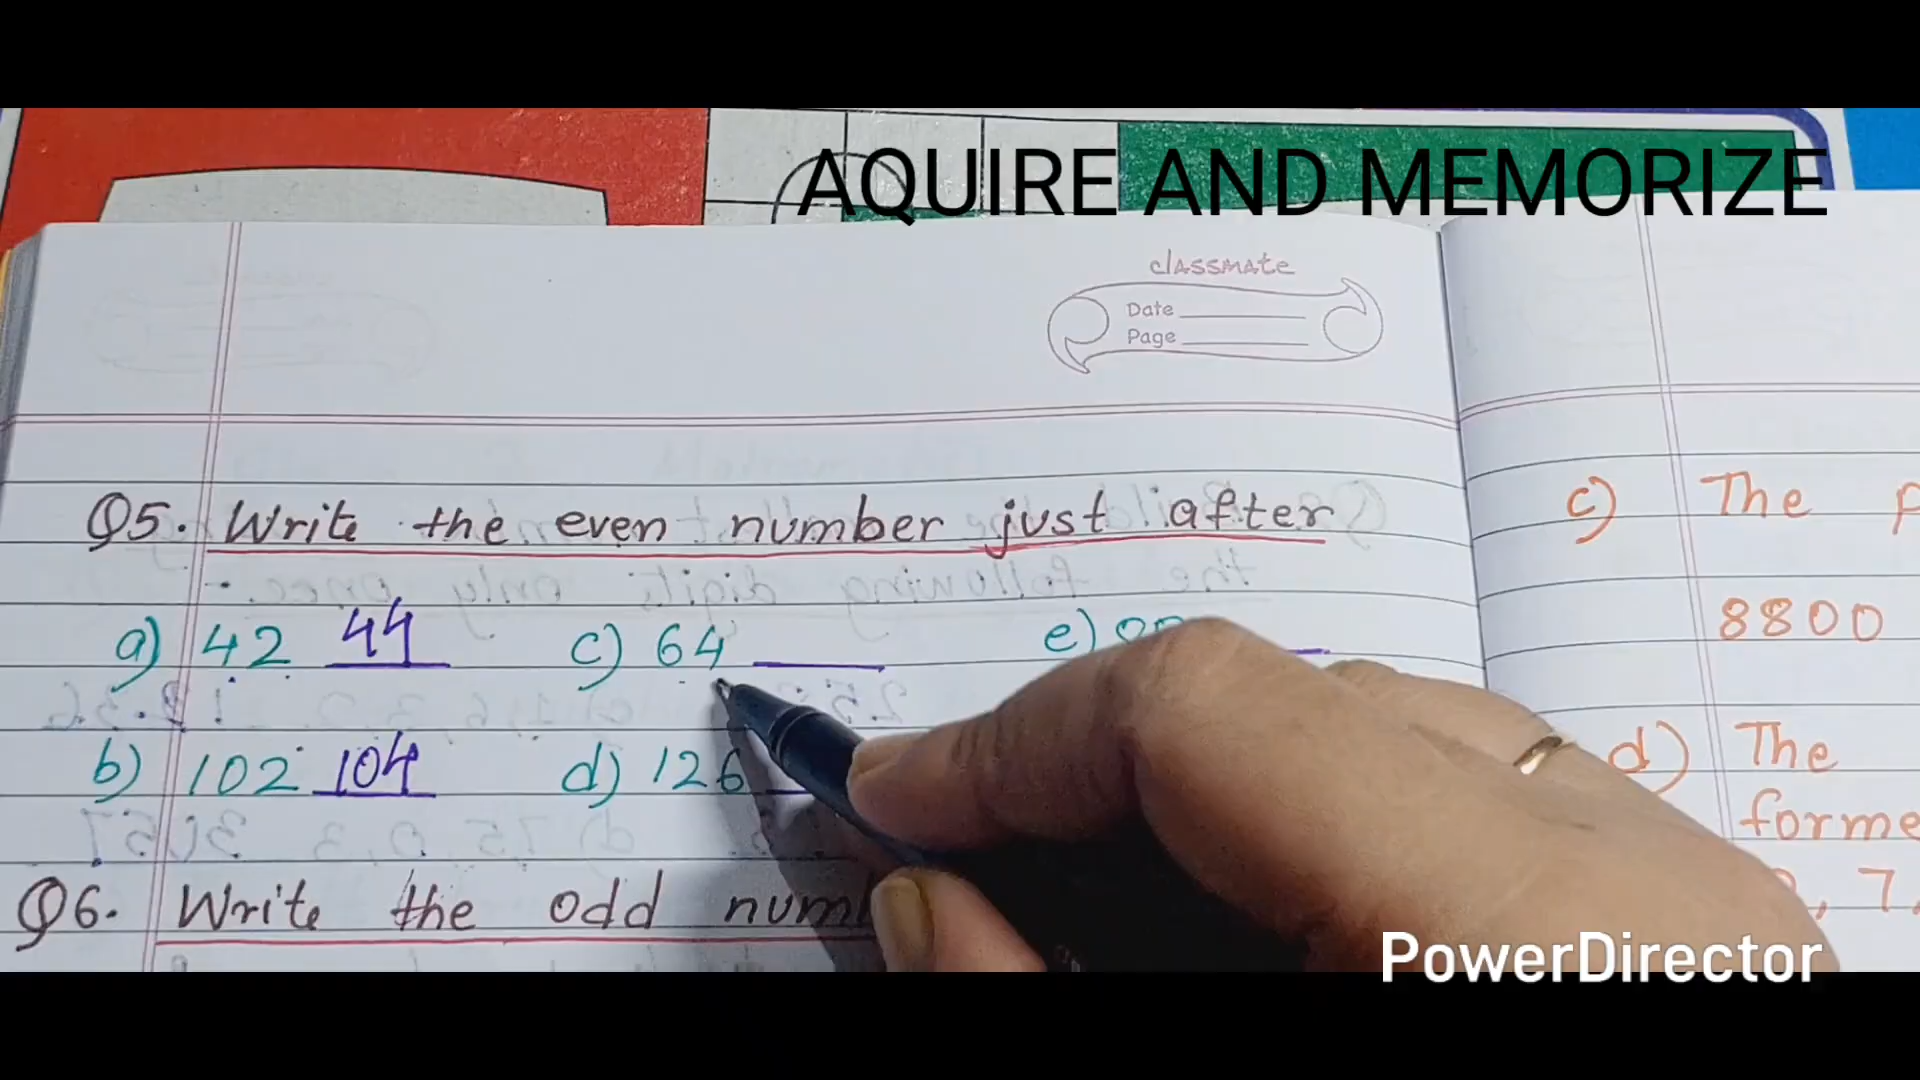 AQUIRE AND MEMORIZE
classmate
Date
Page
Q5. Write the even number just after
a) 42 44 c) 64 e)
b) 102 104 d) 126
Q6. Write the odd
c) The
8800
d) The
7,
PowerDirector